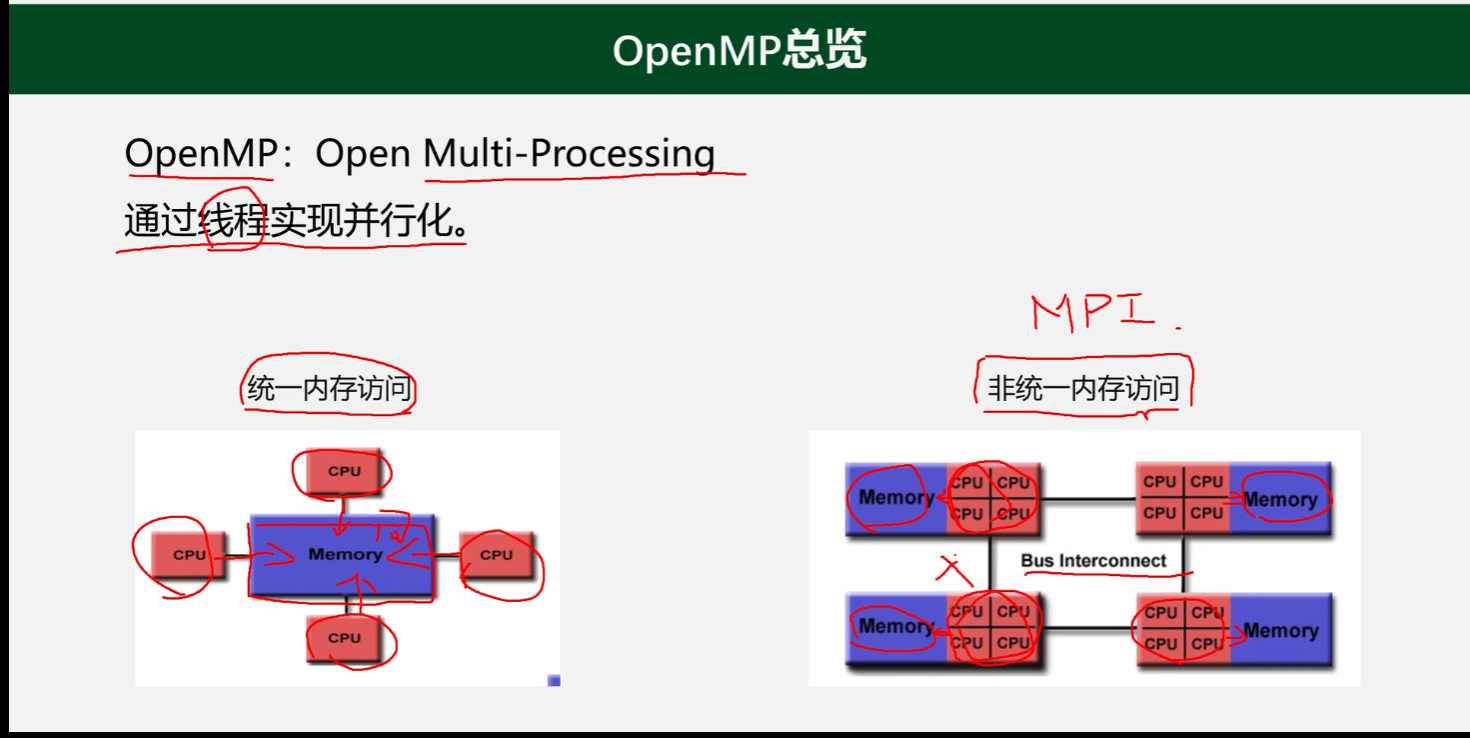 OpenMP总览
OpenMP：Open Multi-Processing
通过线程实现并行化。
MPI.
统一内存访问
非统一内存访问
CPU
CPU
Memory
CPU
CPU
Memory
CPU CPU
CPU CPU
CPU CPU
CPU CPU
Memory
Bus Interconnect
Memory
CPU CPU
CPU CPU
CPU CPU
CPU CPU
Memory